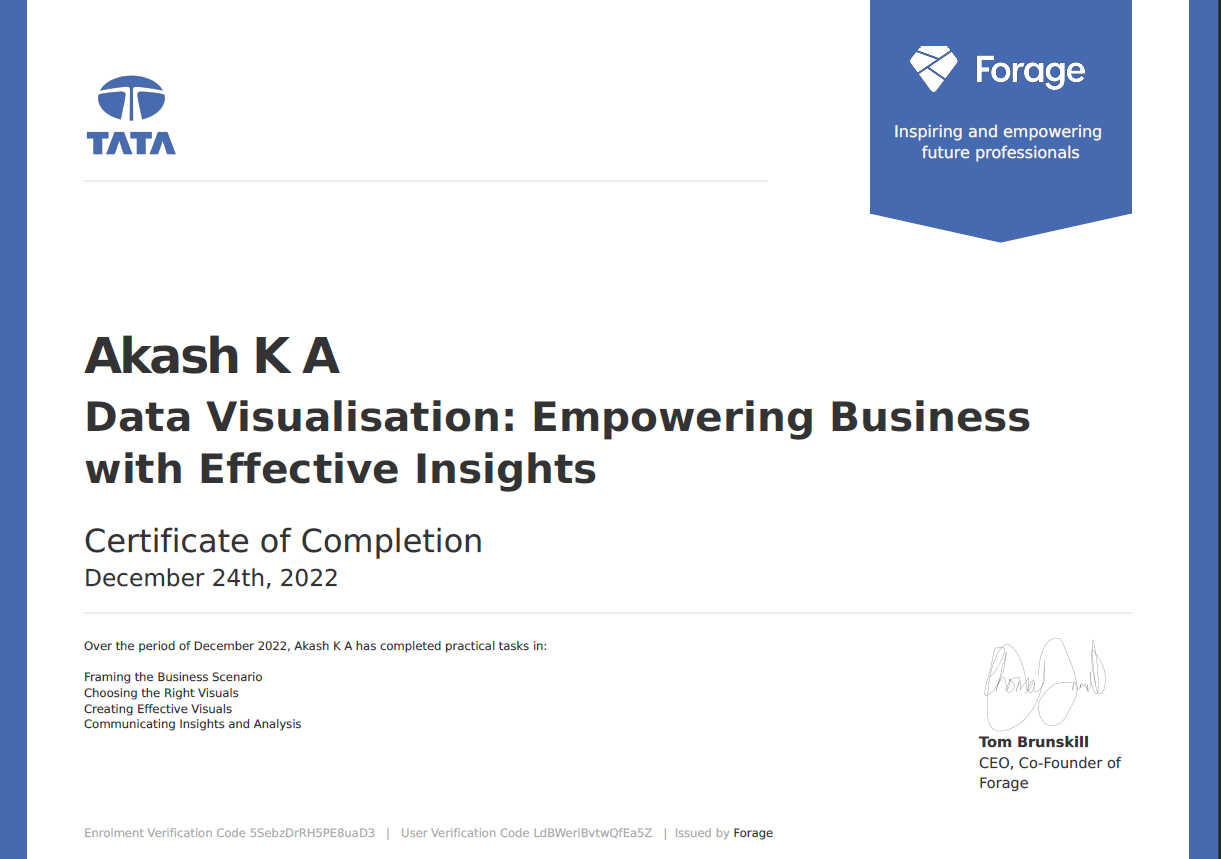 TATA
Forage
Inspiring and empowering
future professionals
Akash K A
Data Visualisation: Empowering Business
with Effective Insights
Certificate of Completion
December 24th, 2022
Over the period of December 2022, Akash K A has completed practical tasks in:
Framing the Business Scenario
Choosing the Right Visuals
Creating Effective Visuals
Communicating Insights and Analysis
Tom Brunskill
CEO, Co-Founder of
Forage
Enrolment Verification Code 5SebzDrRH5PE8uaD3 | User Verification Code LdBWeriBvtwQfEa5Z | Issued by Forage